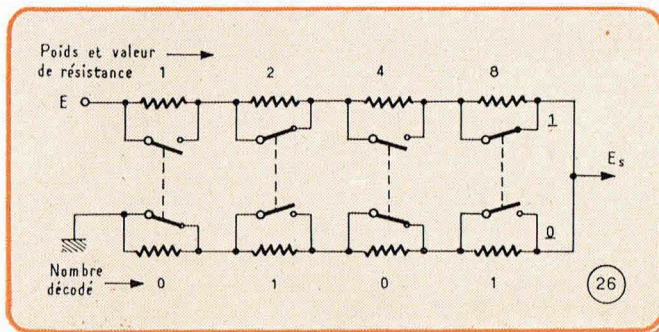 Poids et valeur
de résistance
1 2 4 8
E
1
Es
0
Nombre
décodé
0 1 0 1
26